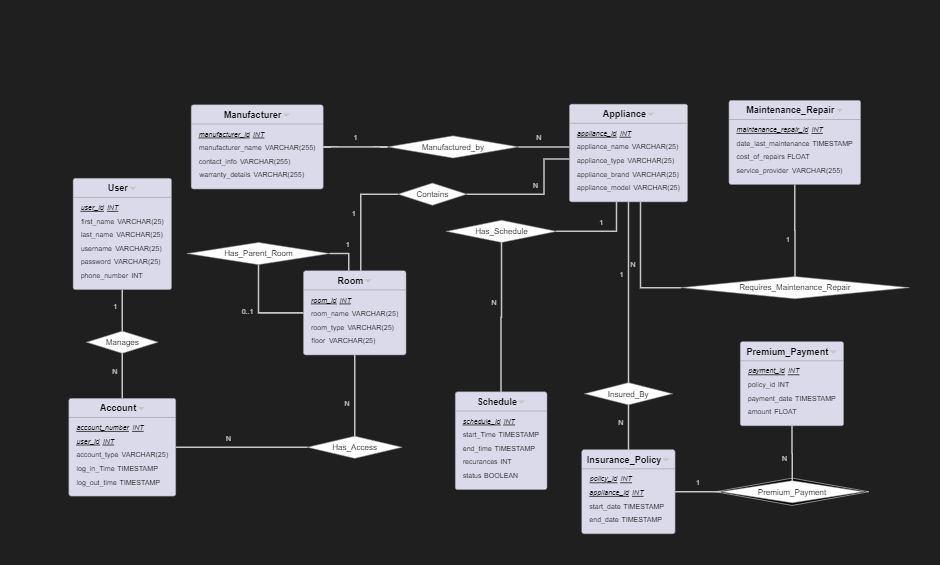 Manufacturer
manufacturer_id INT
manufacturer_name VARCHAR(255)
contact_info VARCHAR(255)
warranty_details VARCHAR(255)
1
Manufactured_by
N
Appliance
appliance_id INT
appliance_name VARCHAR(25)
appliance_type VARCHAR(25)
appliance_brand VARCHAR(25)
appliance_model VARCHAR(25)
Maintenance_Repair
maintenance_repair_id INT
date_last_maintenance TIMESTAMP
cost_of_repairs FLOAT
service_provider VARCHAR(255)
User
user_id INT
first_name VARCHAR(25)
last_name VARCHAR(25)
username VARCHAR(25)
password VARCHAR(25)
phone_number INT
Contains
N
1
Has_Schedule
1
N
Has_Parent_Room
1
0..1
Room
room_id INT
room_name VARCHAR(25)
room_type VARCHAR(25)
floor VARCHAR(25)
1
N
1
Requires_Maintenance_Repair
1
Manages
N
Account
account_number INT
user_id INT
account_type VARCHAR(25)
log_in_Time TIMESTAMP
log_out_time TIMESTAMP
N
Has_Access
N
Schedule
schedule_id INT
start_Time TIMESTAMP
end_time TIMESTAMP
recurances INT
status BOOLEAN
Insured_By
N
Insurance_Policy
policy_id INT
appliance_id INT
start_date TIMESTAMP
end_date TIMESTAMP
Premium_Payment
payment_id INT
policy_id INT
payment_date TIMESTAMP
amount FLOAT
N
1
Premium_Payment